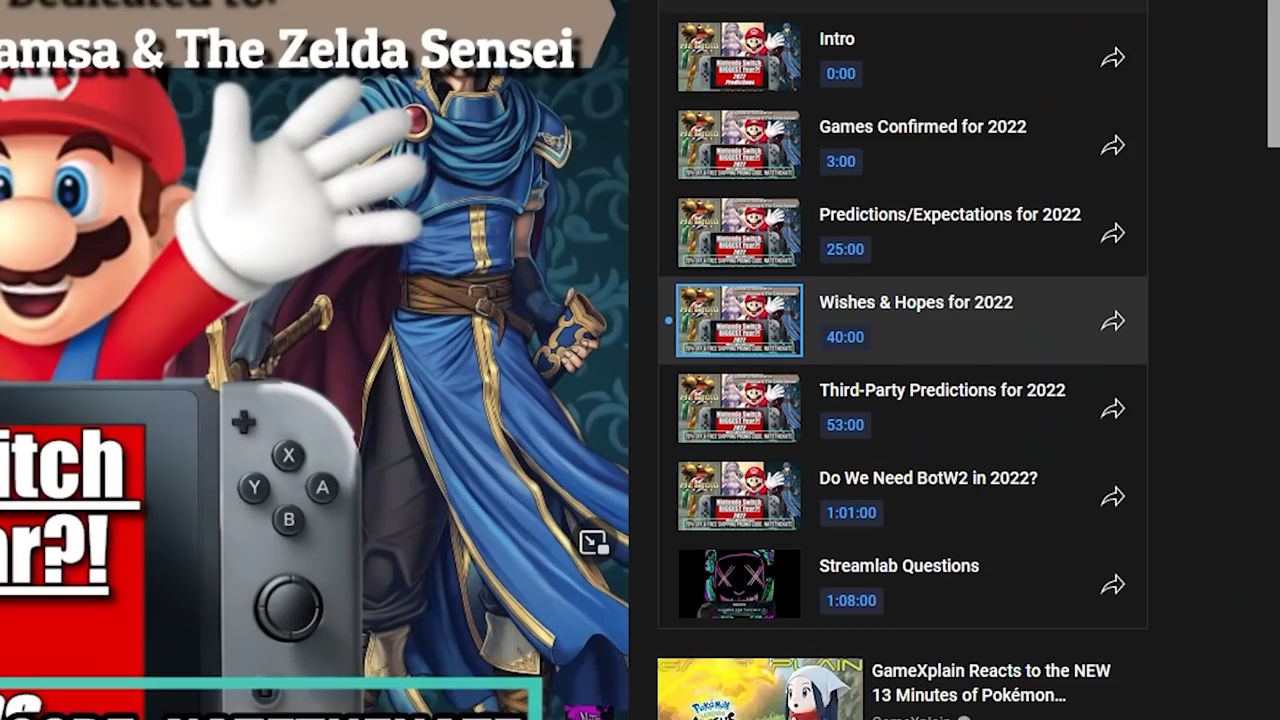 Dedicated to:
amsa & The Zelda Sensei
itch
ar?!
X
Y
A
B
Intro
0:00
Games Confirmed for 2022
3:00
Predictions/Expectations for 2022
25:00
Wishes & Hopes for 2022
40:00
Third-Party Predictions for 2022
53:00
Do We Need BotW2 in 2022?
1:01:00
Streamlab Questions
1:08:00
GameXplain Reacts to the NEW
13 Minutes of Pokémon...
GameXplain